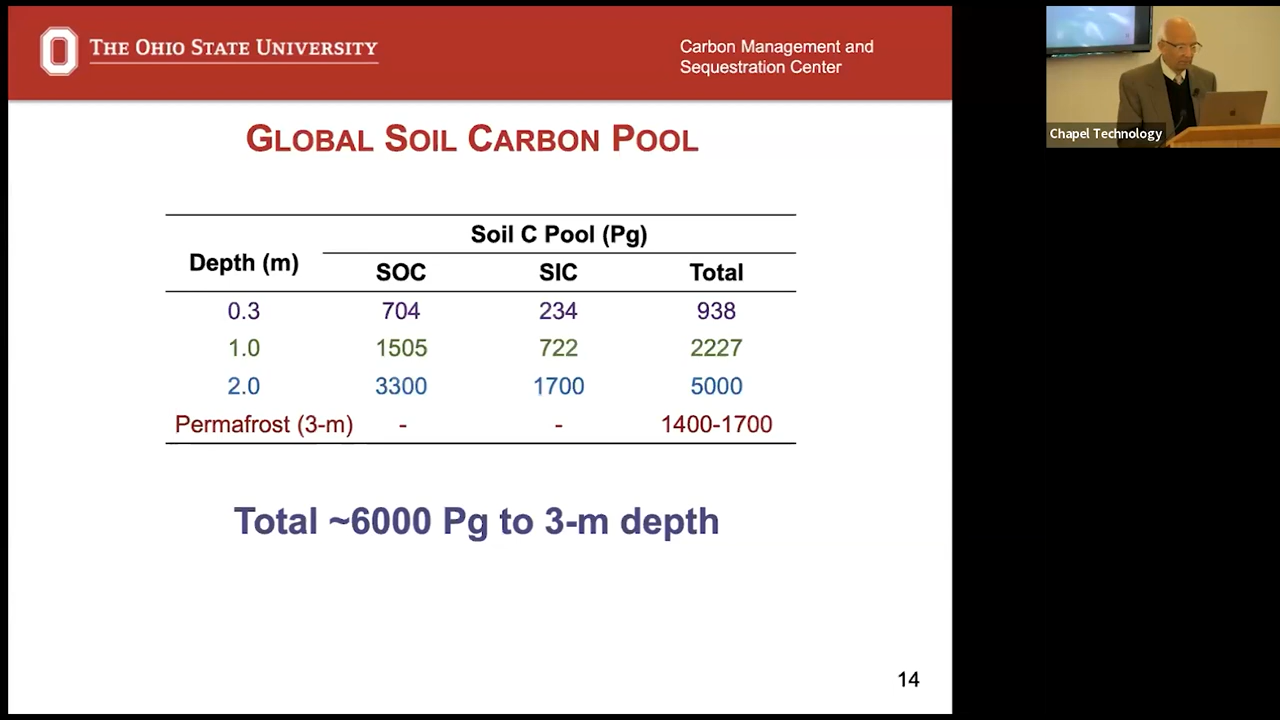 THE OHIO STATE UNIVERSITY
Carbon Management and
Sequestration Center
Chapel Technology
GLOBAL SOIL CARBON POOL
Soil C Pool (Pg)
Depth (m)
SOC SIC Total
0.3 704 234 938
1.0 1505 722 2227
2.0 3300 1700 5000
Permafrost (3-m) - - 1400-1700
Total ~6000 Pg to 3-m depth
14